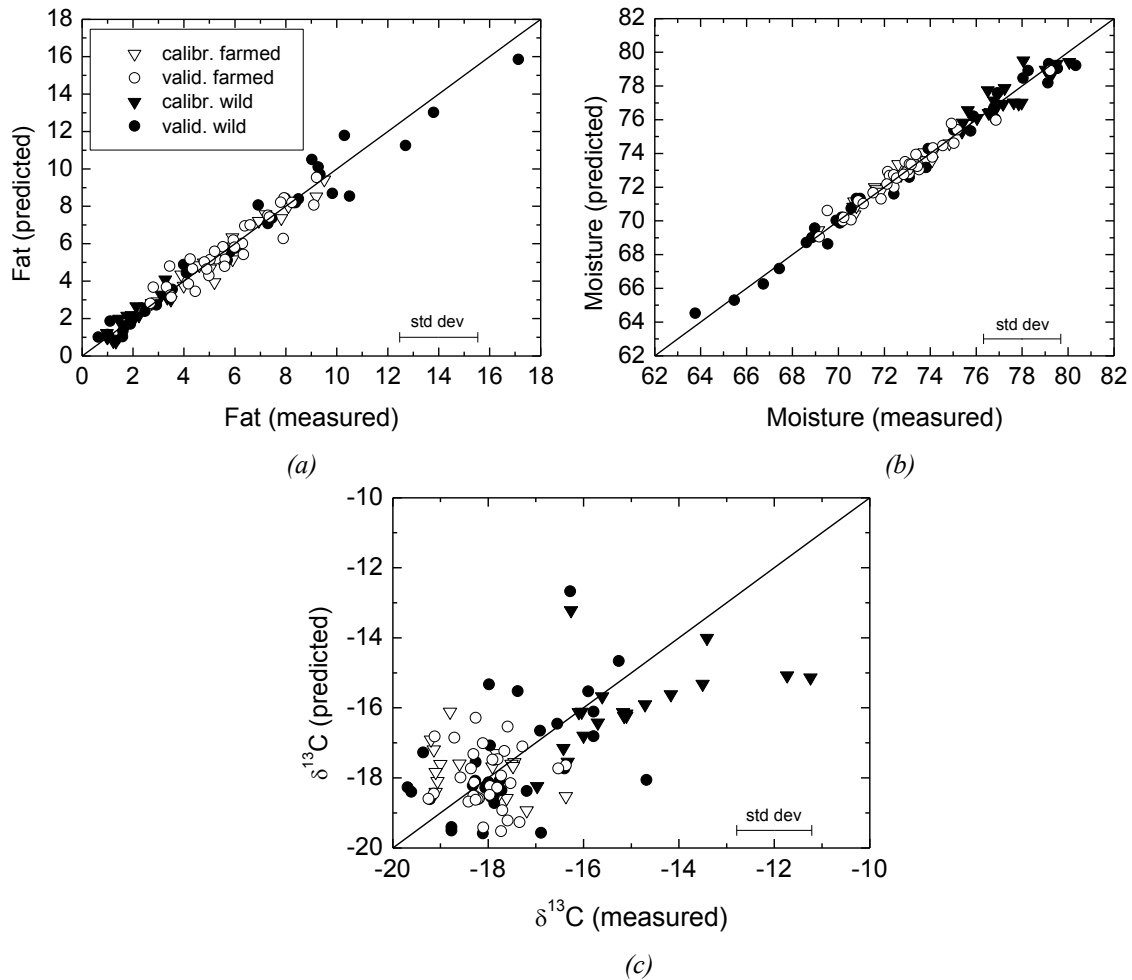 18
16
14
12
10
8
6
4
2
0
Fat (predicted)
calibr. farmed
valid. farmed
calibr. wild
valid. wild
std dev
0 2 4 6 8 10 12 14 16 18
Fat (measured)
(a)
82
80
78
76
74
72
70
68
66
64
62
Moisture (predicted)
std dev
62 64 66 68 70 72 74 76 78 80 82
Moisture (measured)
(b)
-10
-12
-14
-16
-18
-20
δ¹³C (predicted)
std dev
-20 -18 -16 -14 -12 -10
δ¹³C (measured)
(c)